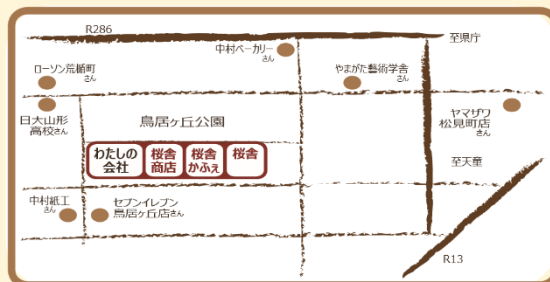 R286
至県庁
中村ベーカリー
さん
ローソン荒楯町
さん
やまがた藝術学舎
さん
日大山形
高校さん
鳥居ヶ丘公園
ヤマザワ
松見町店
さん
わたしの
会社
桜舎
商店
桜舎
かふぇ
桜舎
至天童
中村紙工
さん
セブンイレブン
鳥居ヶ丘店さん
R13